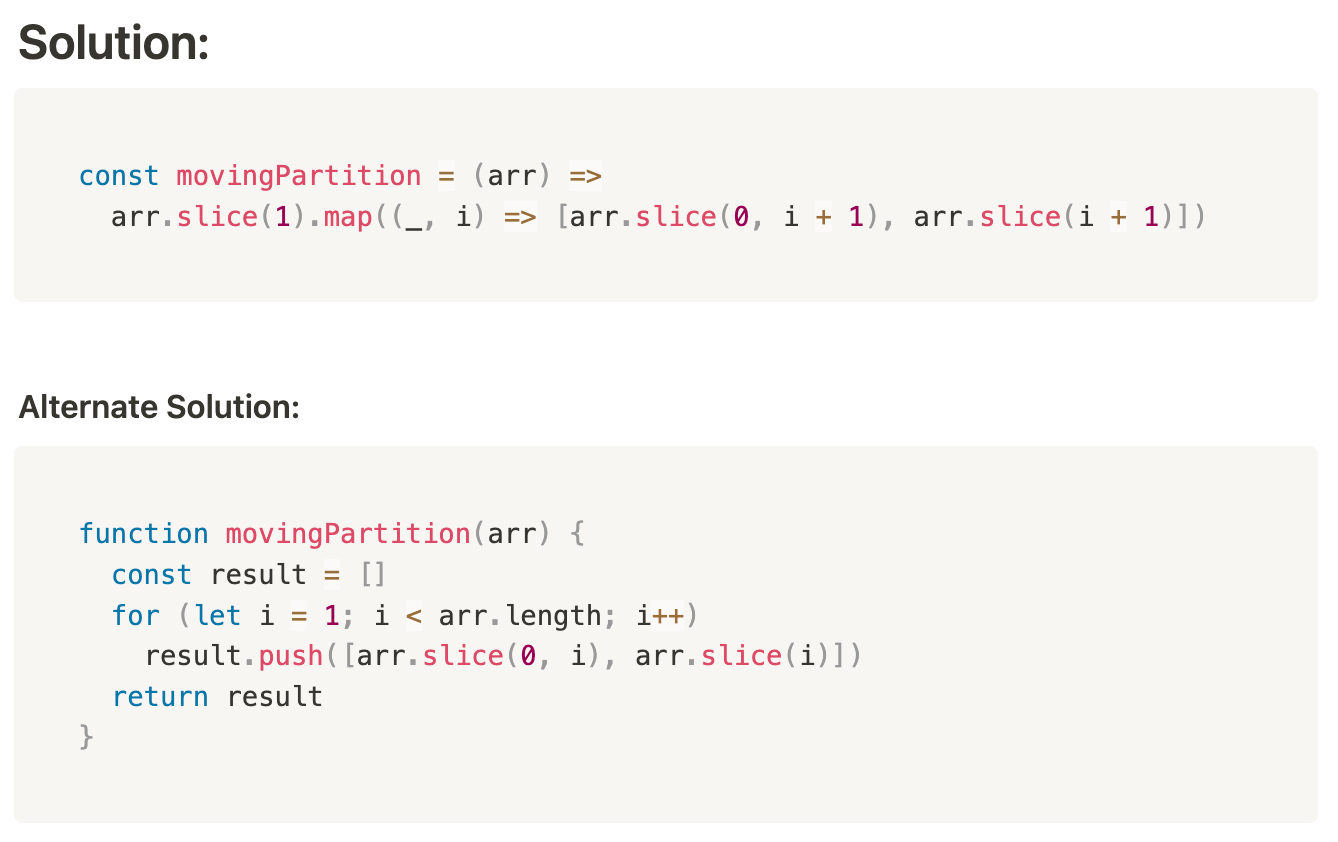 Solution:
const movingPartition = (arr) =>
  arr.slice(1).map((_, i) => [arr.slice(0, i + 1), arr.slice(i + 1)])
Alternate Solution:
function movingPartition(arr) {
  const result = []
  for (let i = 1; i < arr.length; i++)
    result.push([arr.slice(0, i), arr.slice(i)])
  return result
}